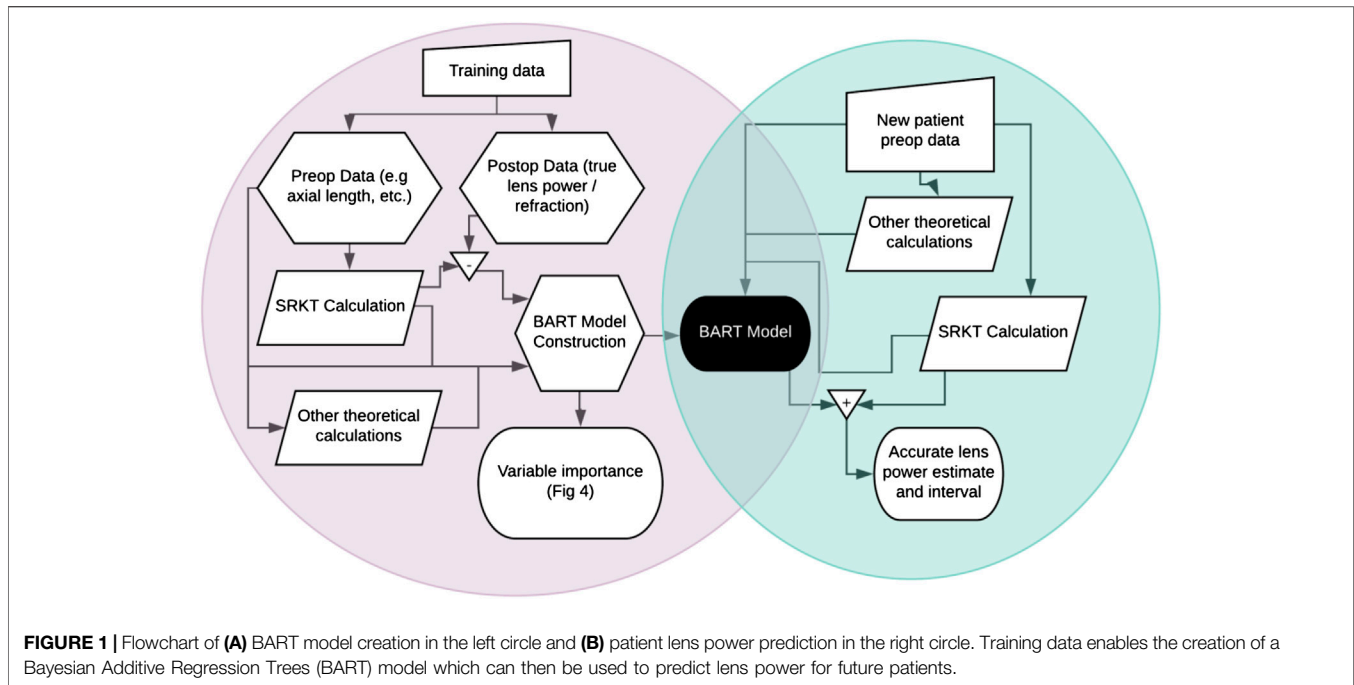 Training data
Preop Data (e.g
axial length, etc.)
Postop Data (true
lens power /
refraction)
-
SRKT Calculation
BART Model
Construction
Other theoretical
calculations
Variable importance
(Fig 4)
BART Model
New patient
preop data
Other theoretical
calculations
SRKT Calculation
+
Accurate lens
power estimate
and interval
FIGURE 1 | Flowchart of (A) BART model creation in the left circle and (B) patient lens power prediction in the right circle. Training data enables the creation of a
Bayesian Additive Regression Trees (BART) model which can then be used to predict lens power for future patients.